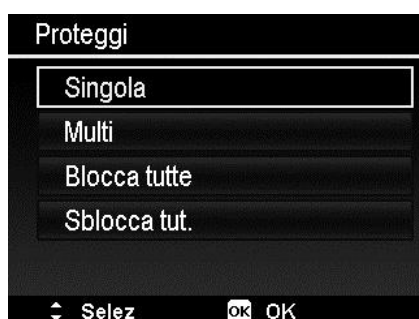 Proteggi
Singola
Multi
Blocca tutte
Sblocca tut.
Selez OK OK